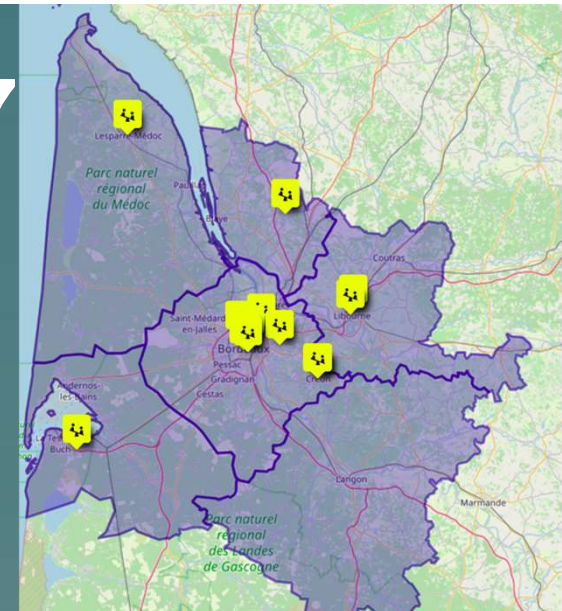 Lesparre-Médoc
Parc naturel
régional
du Médoc
Pauillac
Blaye
Coutras
Saint-Médard-
en-Jalles
Libourne
Bordeaux
Pessac
Créon
Gradignan
Cestas
Andernos-
les-Bains
La Teste-
Buch
Langon
Marmande
Parc naturel
régional
des Landes
de Gascogne